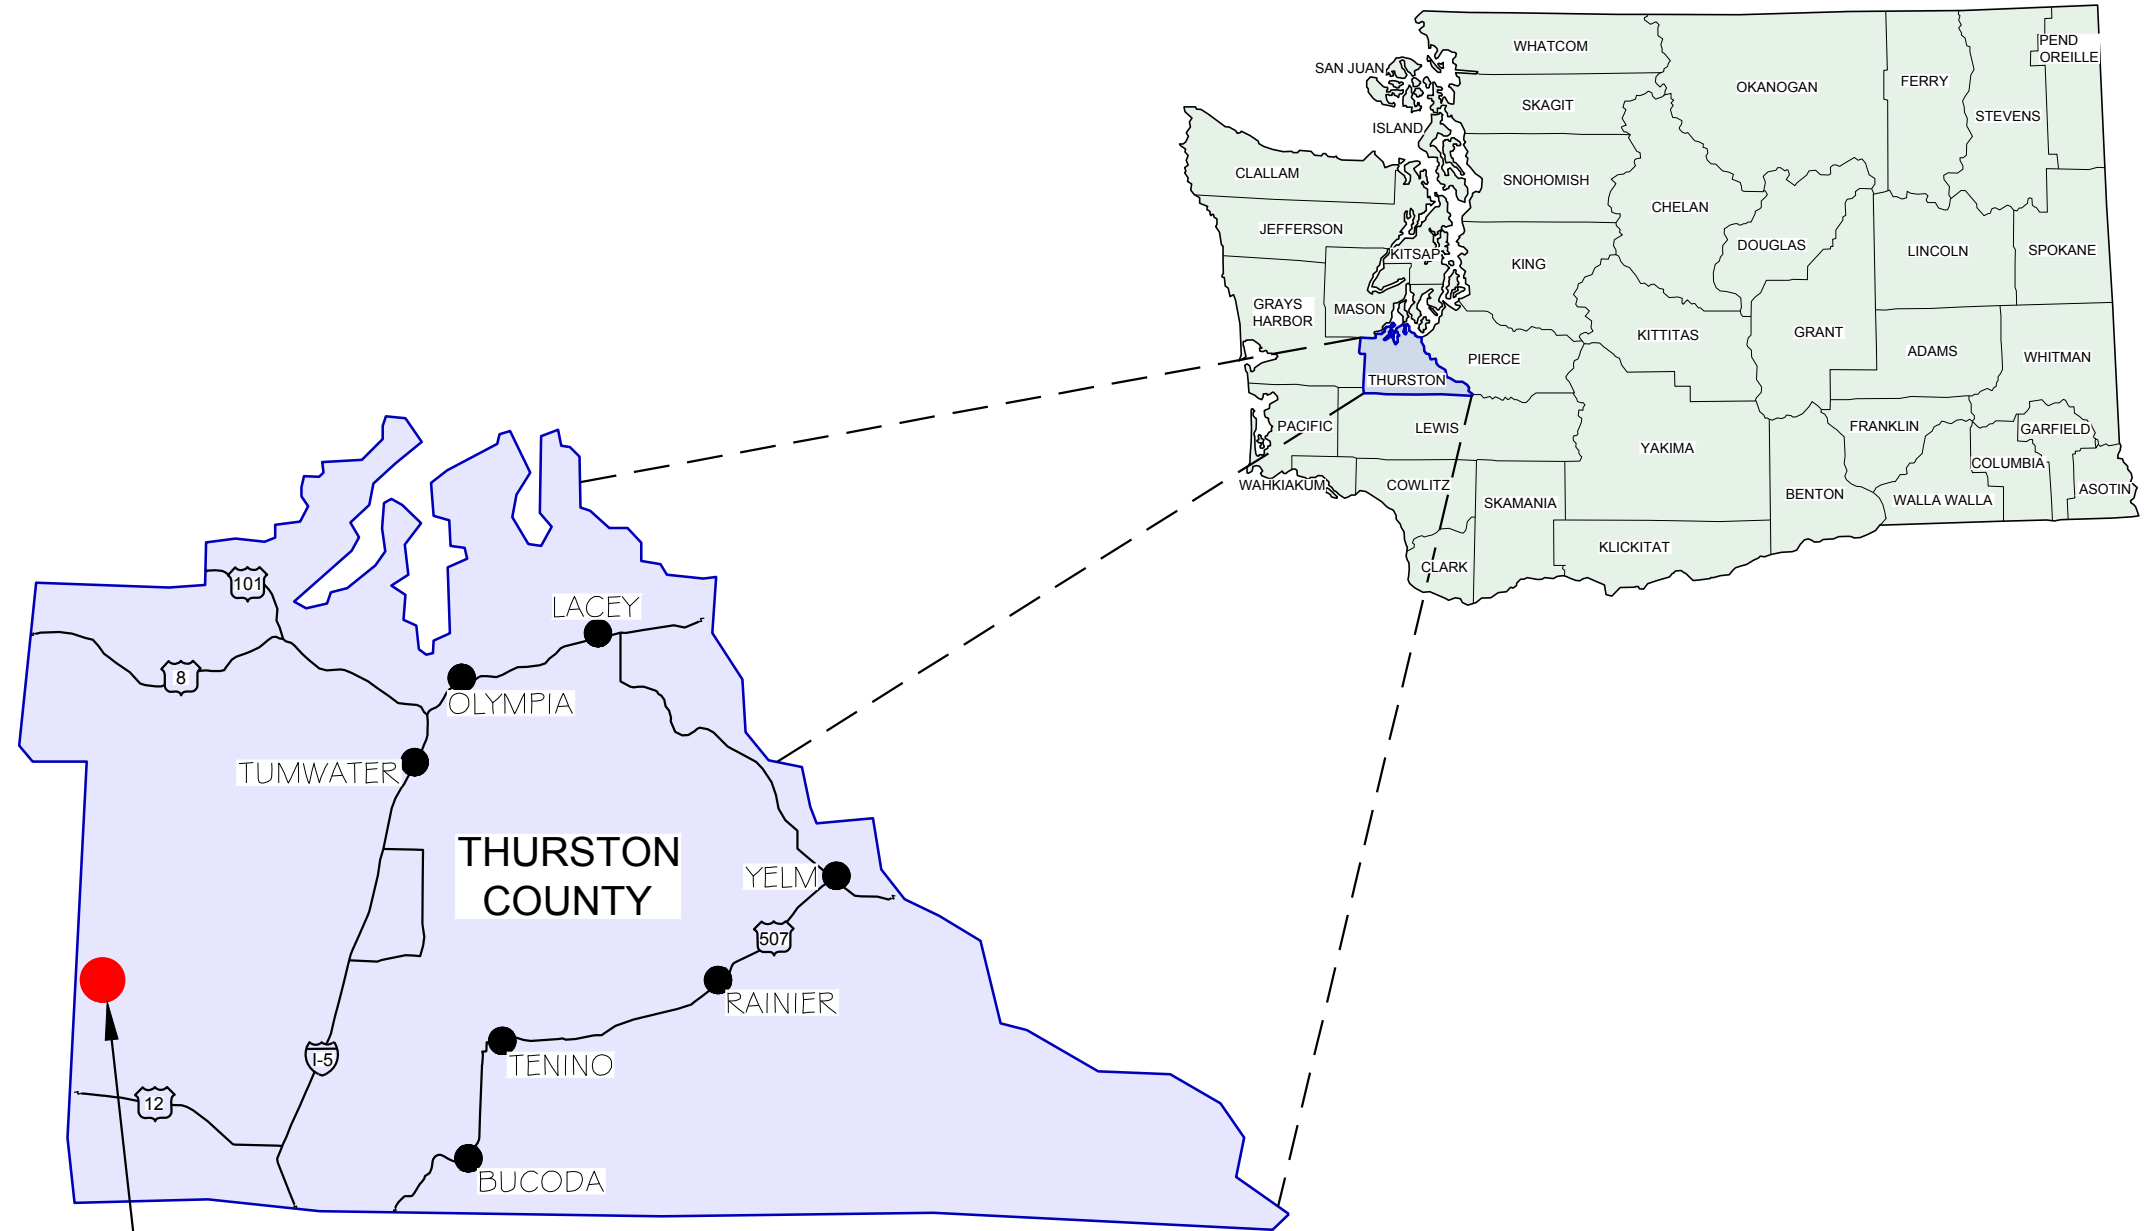 WHATCOM
PEND
OREILLE
SAN JUAN
OKANOGAN
FERRY
SKAGIT
STEVENS
ISLAND
CLALLAM
SNOHOMISH
CHELAN
JEFFERSON
DOUGLAS
KITSAP
LINCOLN
SPOKANE
KING
GRAYS
HARBOR
MASON
KITTITAS
GRANT
ADAMS
WHITMAN
PIERCE
THURSTON
PACIFIC
LEWIS
FRANKLIN
GARFIELD
YAKIMA
COLUMBIA
WAHKIAKUM
COWLITZ
SKAMANIA
BENTON
WALLA WALLA
ASOTIN
KLICKITAT
CLARK
101
LACEY
8
OLYMPIA
TUMWATER
THURSTON
COUNTY
YELM
507
RAINIER
I-5
TENINO
12
BUCODA